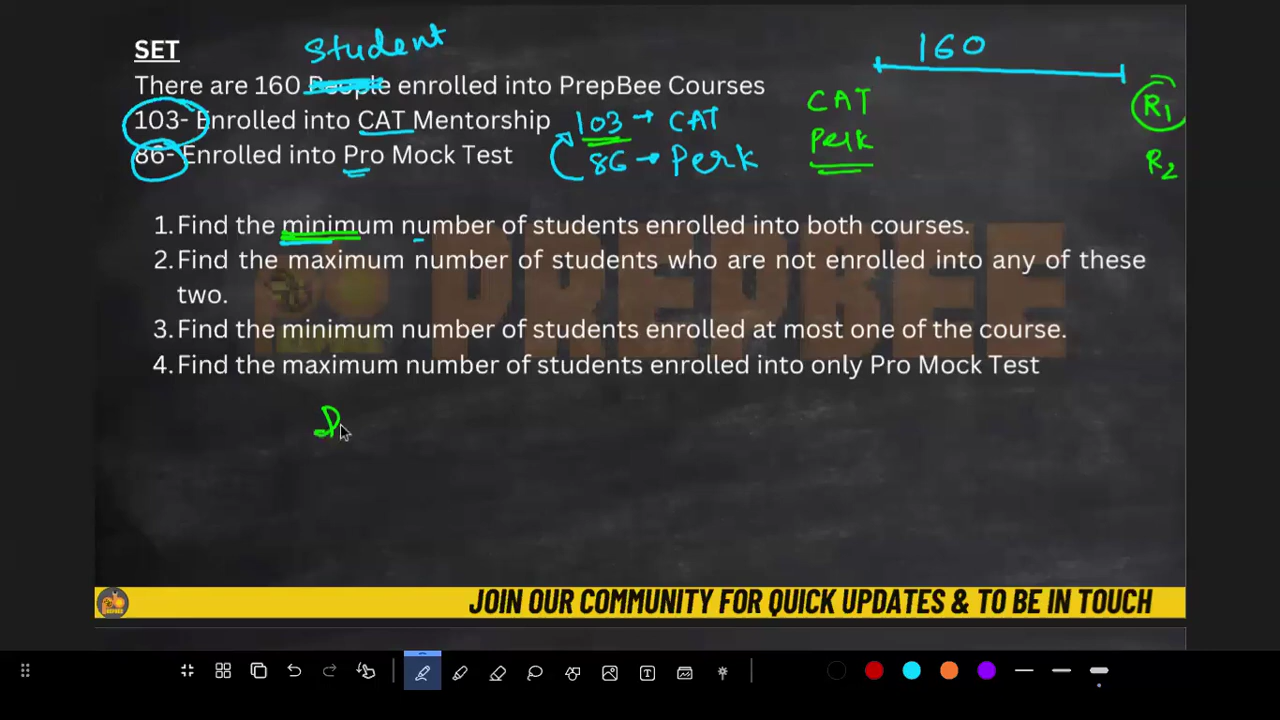 SET
Student
160
There are 160 People enrolled into PrepBee Courses
103- Enrolled into CAT Mentorship
103 → CAT
CAT
R1
86- Enrolled into Pro Mock Test
86 → Perk
Perk
R2
1. Find the minimum number of students enrolled into both courses.
2. Find the maximum number of students who are not enrolled into any of these
two.
3. Find the minimum number of students enrolled at most one of the course.
4. Find the maximum number of students enrolled into only Pro Mock Test
PREPBEE
JOIN OUR COMMUNITY FOR QUICK UPDATES & TO BE IN TOUCH